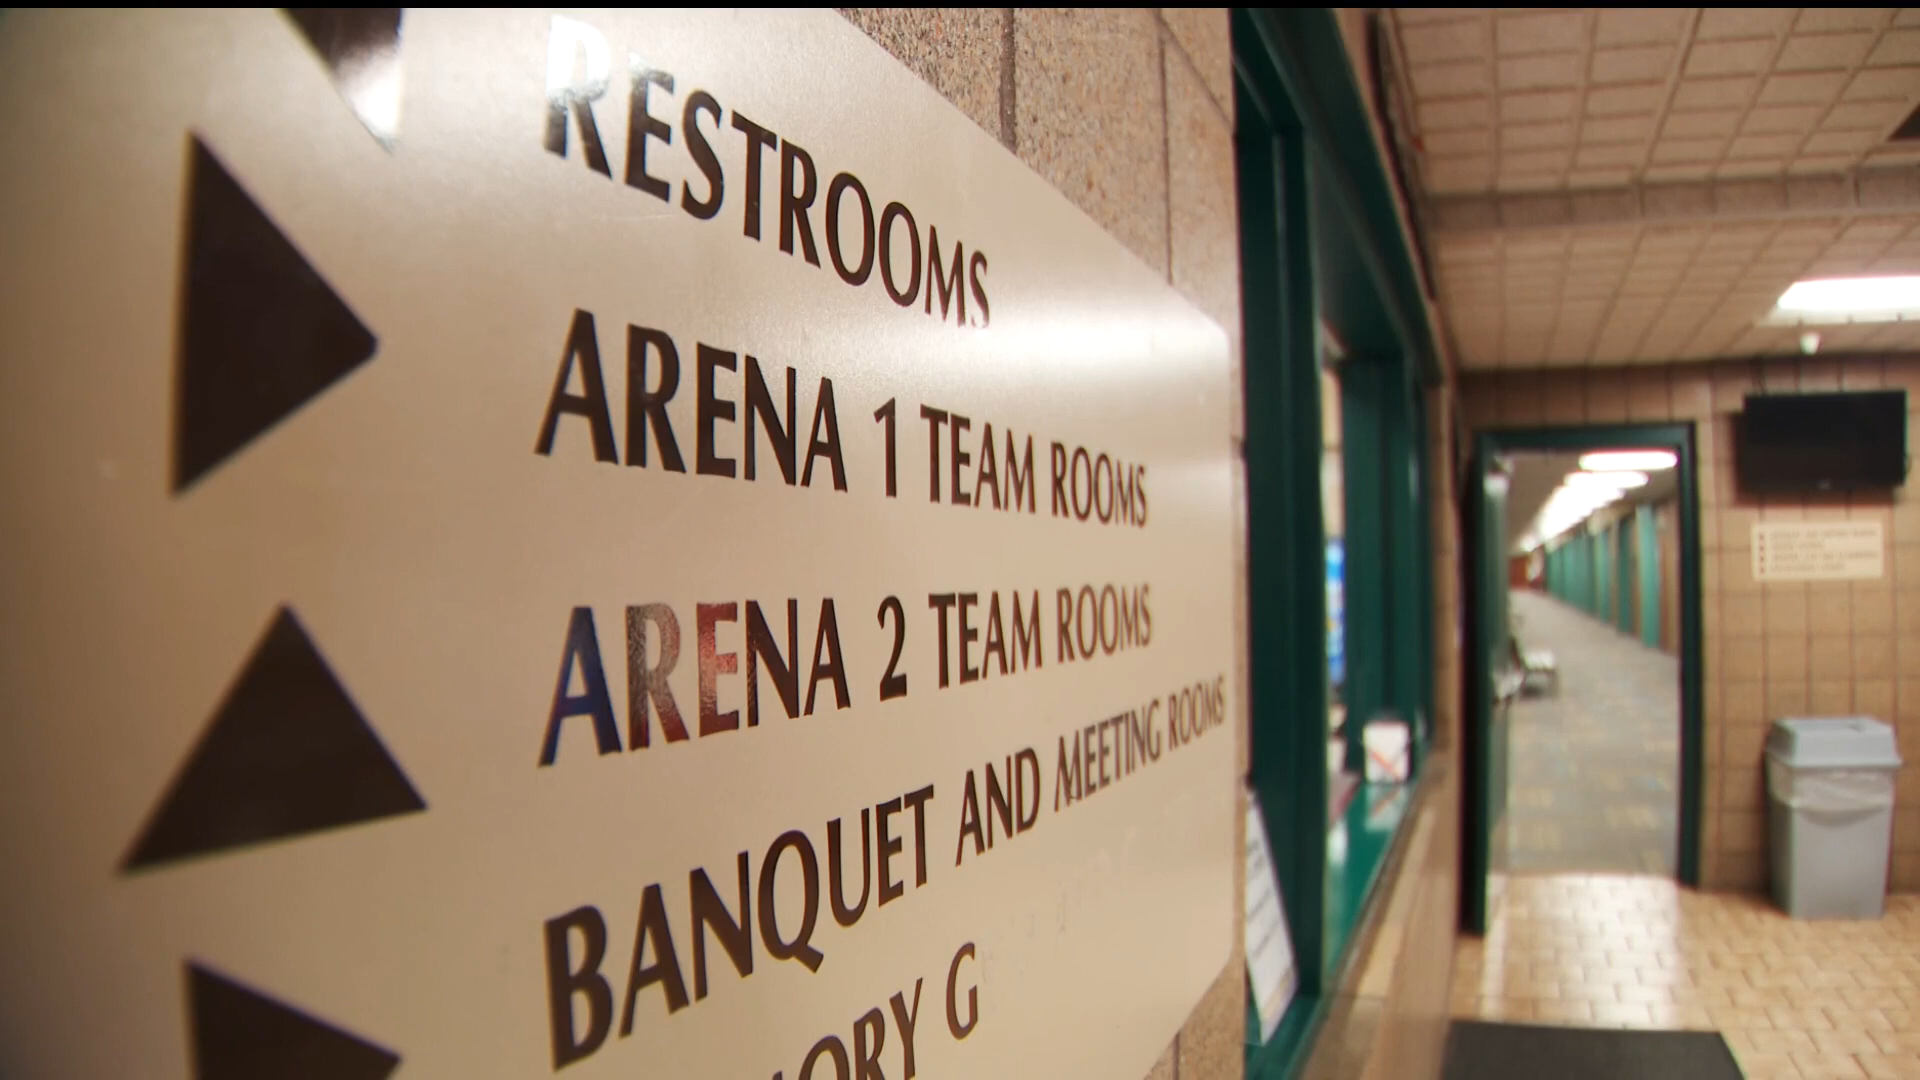 RESTROOMS
ARENA 1 TEAM ROOMS
ARENA 2 TEAM ROOMS
BANQUET AND MEETING ROOMS